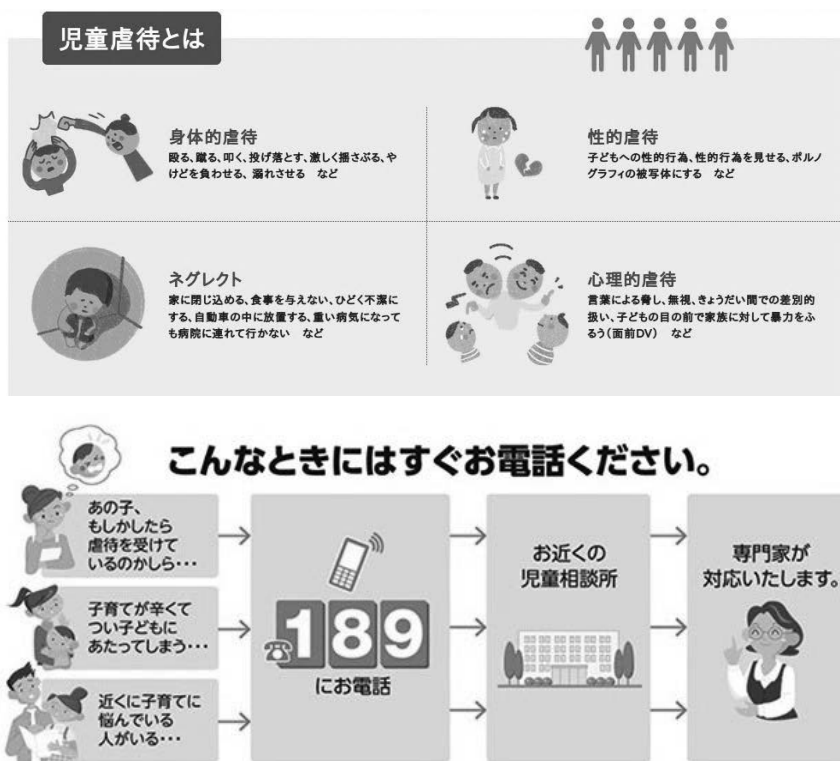 児童虐待とは
身体的虐待
殴る、蹴る、叩く、投げ落とす、激しく揺さぶる、や
けどを負わせる、溺れさせる　など
性的虐待
子どもへの性的行為、性的行為を見せる、ポルノ
グラフィの被写体にする　など
ネグレクト
家に閉じ込める、食事を与えない、ひどく不潔に
する、自動車の中に放置する、重い病気になって
も病院に連れて行かない　など
心理的虐待
言葉による脅し、無視、きょうだい間での差別的
扱い、子どもの目の前で家族に対して暴力をふ
るう（面前DV）　など
こんなときにはすぐお電話ください。
あの子、
もしかしたら
虐待を受けて
いるのかしら・・・
子育てが辛くて
つい子どもに
あたってしまう・・・
近くに子育てに
悩んでいる
人がいる・・・
189
にお電話
お近くの
児童相談所
専門家が
対応いたします。